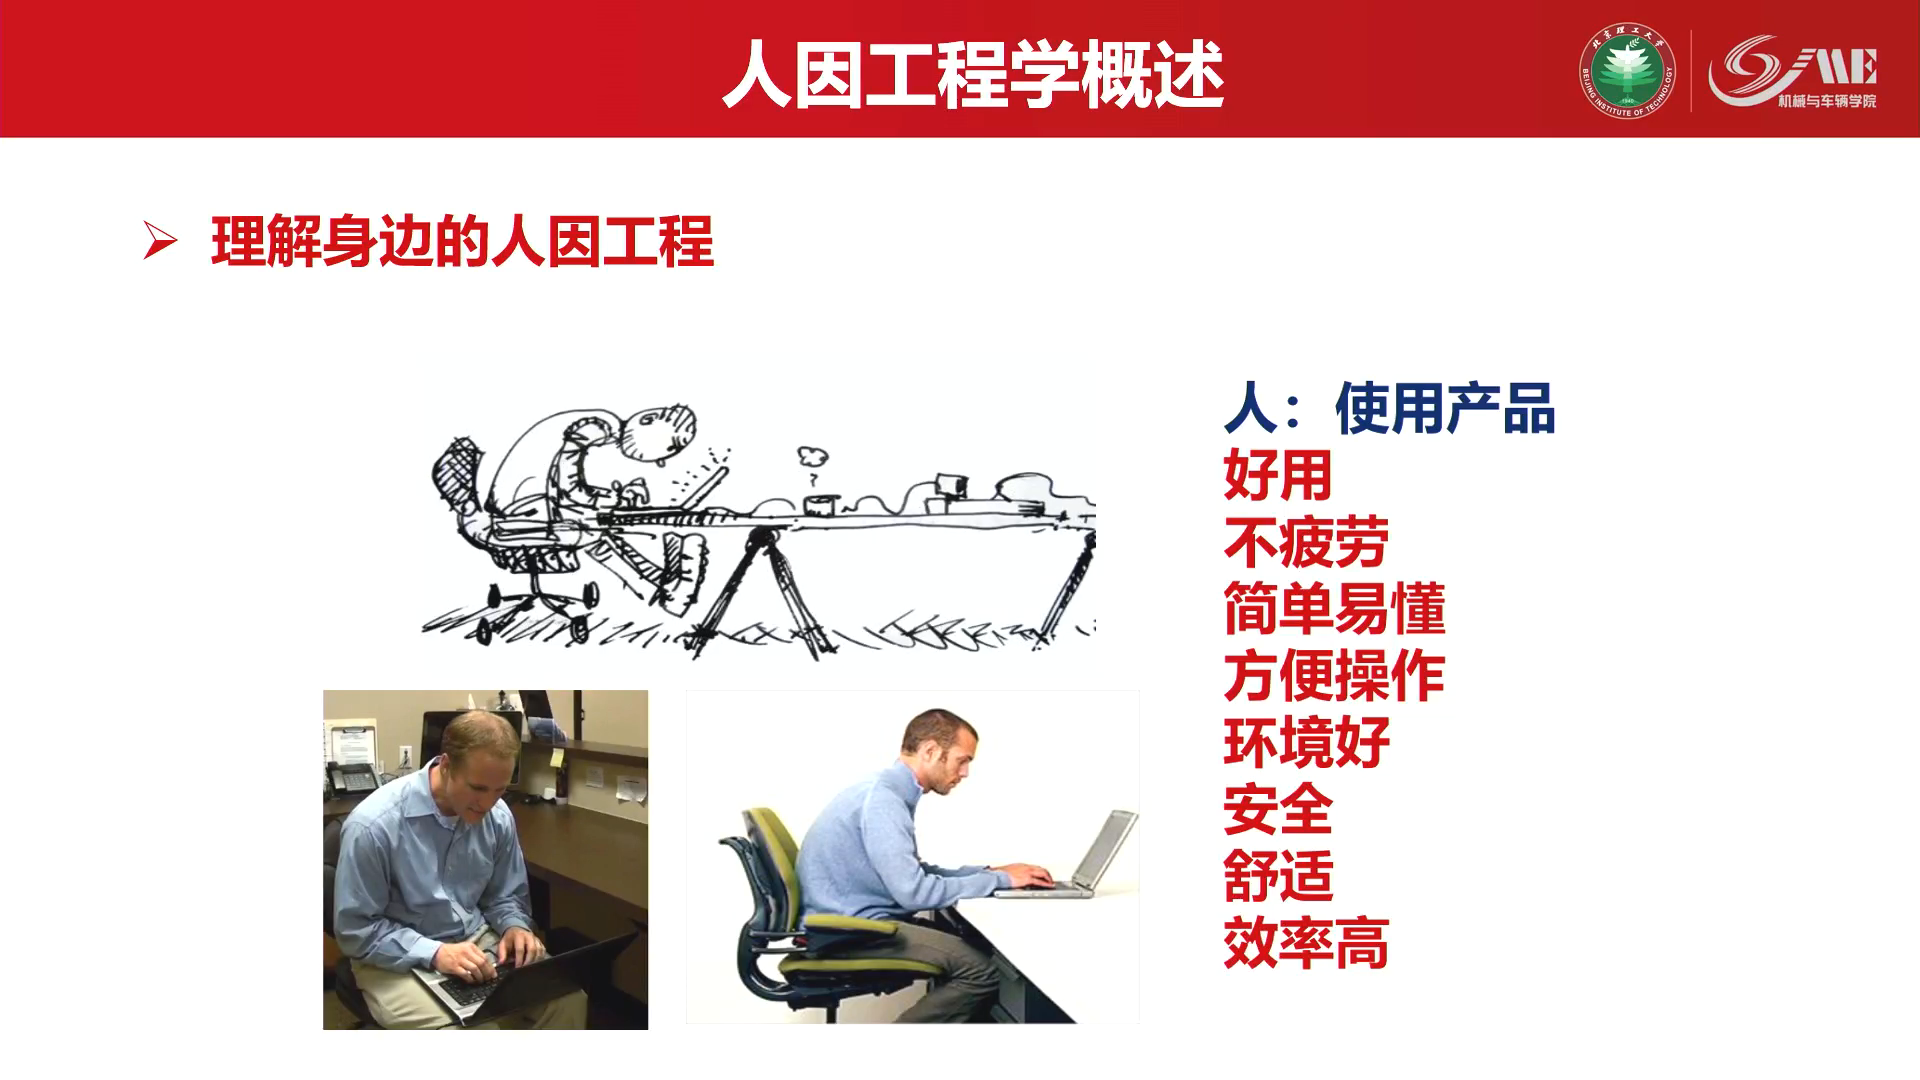 人因工程学概述
北京理工大学
BEIJING INSTITUTE OF TECHNOLOGY
1940
SME
机械与车辆学院
理解身边的人因工程
人：使用产品
好用
不疲劳
简单易懂
方便操作
环境好
安全
舒适
效率高